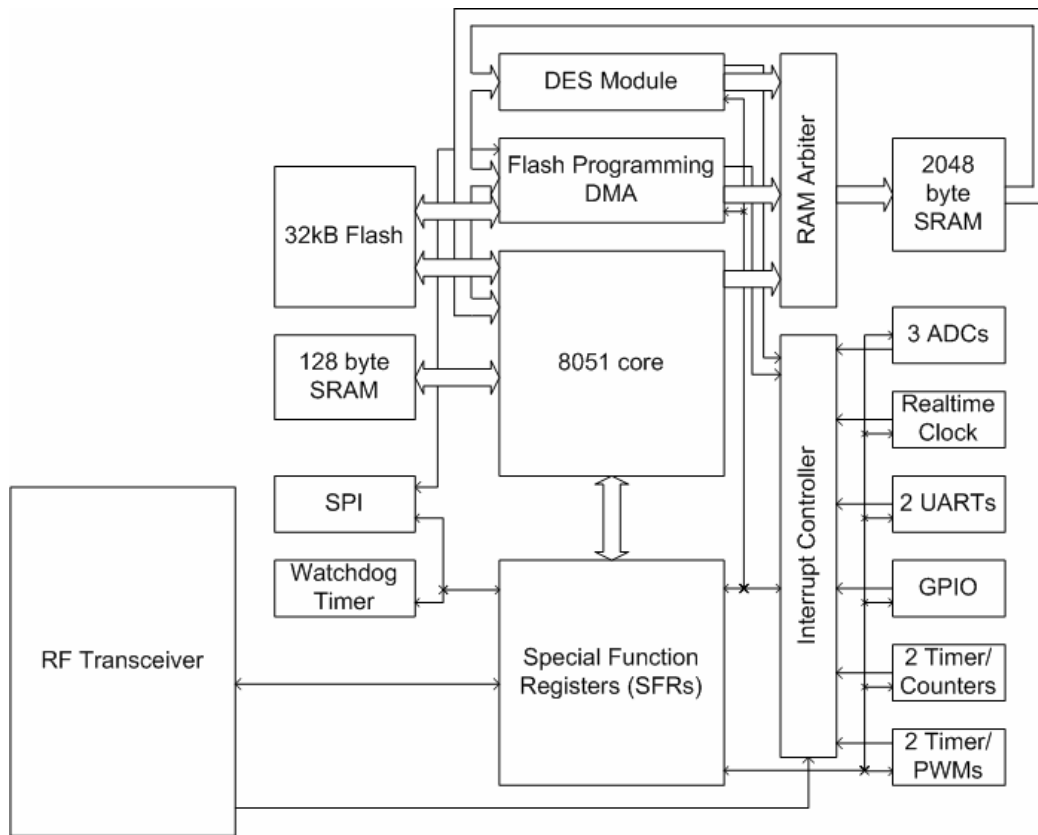 DES Module
Flash Programming
DMA
RAM Arbiter
2048
byte
SRAM
32kB Flash
8051 core
128 byte
SRAM
3 ADCs
Realtime
Clock
SPI
2 UARTs
Interrupt Controller
Watchdog
Timer
GPIO
RF Transceiver
Special Function
Registers (SFRs)
2 Timer/
Counters
2 Timer/
PWMs